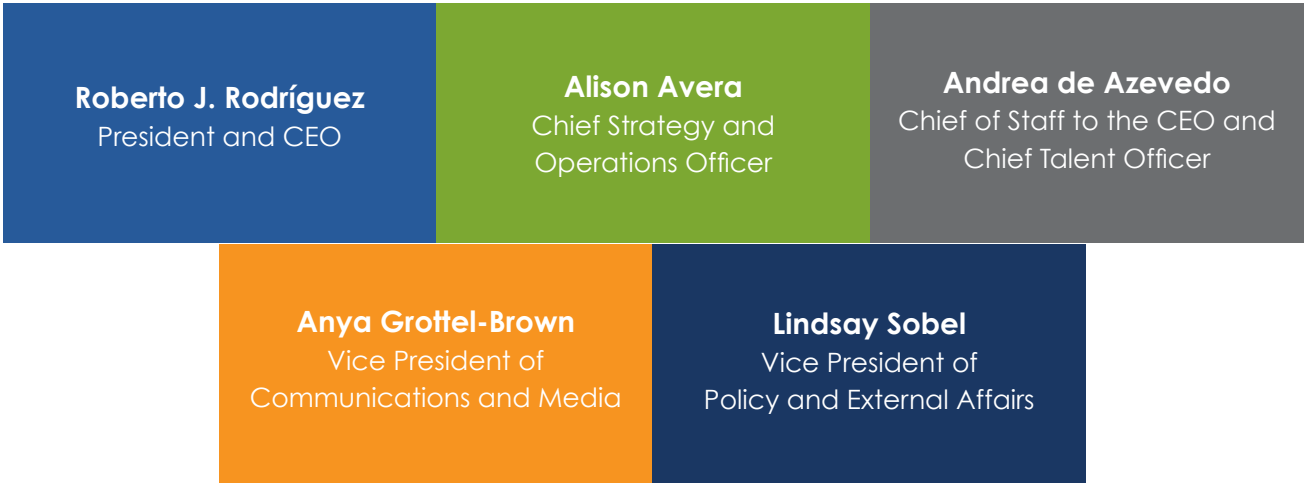 Roberto J. Rodríguez
President and CEO
Alison Avera
Chief Strategy and
Operations Officer
Andrea de Azevedo
Chief of Staff to the CEO and
Chief Talent Officer
Anya Grottel-Brown
Vice President of
Communications and Media
Lindsay Sobel
Vice President of
Policy and External Affairs